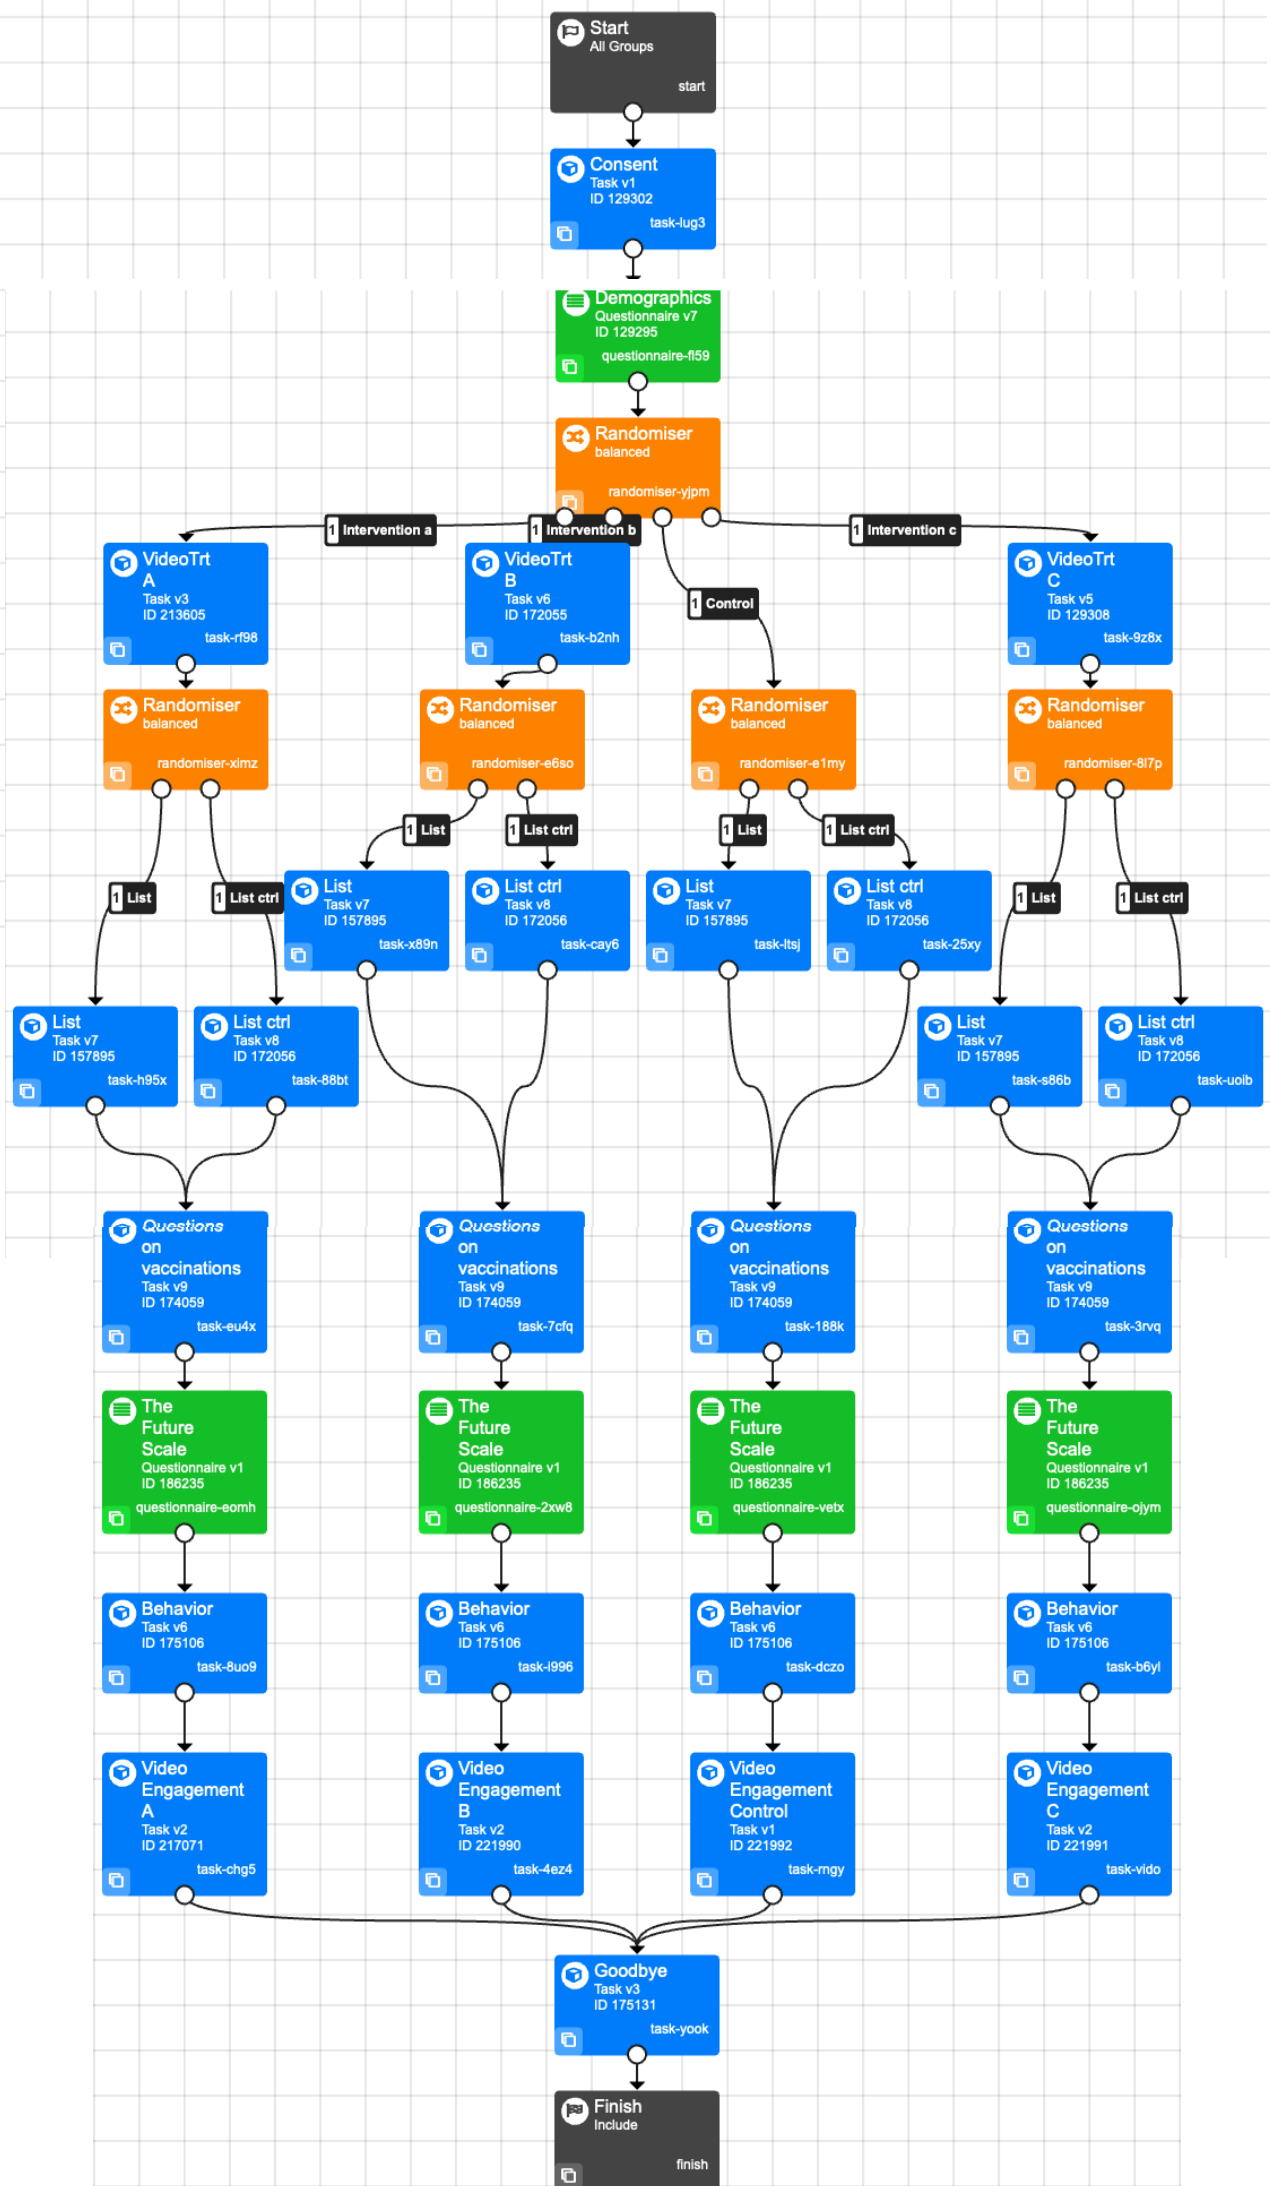 Start
All Groups
start
Consent
Task v1
ID 129302
task-lug3
Demographics
Questionnaire v7
ID 129295
questionnaire-fl59
Randomiser
balanced
randomiser-yjpm
1 Intervention a
1 Intervention b
1 Intervention c
1 Control
VideoTrt
A
Task v3
ID 213605
task-rf98
VideoTrt
B
Task v6
ID 172055
task-b2nh
VideoTrt
C
Task v5
ID 129308
task-9z8x
Randomiser
balanced
randomiser-xlmz
Randomiser
balanced
randomiser-e6so
Randomiser
balanced
randomiser-e1my
Randomiser
balanced
randomiser-8l7p
1 List
1 List ctrl
1 List
1 List ctrl
1 List
1 List ctrl
1 List
1 List ctrl
List
Task v7
ID 157895
task-x89n
List ctrl
Task v8
ID 172056
task-cay6
List
Task v7
ID 157895
task-ltsj
List ctrl
Task v8
ID 172056
task-25xy
List
Task v7
ID 157895
task-h95x
List ctrl
Task v8
ID 172056
task-88bt
List
Task v7
ID 157895
task-s86b
List ctrl
Task v8
ID 172056
task-uoib
Questions
on
vaccinations
Task v9
ID 174059
task-eu4x
Questions
on
vaccinations
Task v9
ID 174059
task-7cfq
Questions
on
vaccinations
Task v9
ID 174059
task-188k
Questions
on
vaccinations
Task v9
ID 174059
task-3rvq
The
Future
Scale
Questionnaire v1
ID 186235
questionnaire-eomh
The
Future
Scale
Questionnaire v1
ID 186235
questionnaire-2xw8
The
Future
Scale
Questionnaire v1
ID 186235
questionnaire-vetx
The
Future
Scale
Questionnaire v1
ID 186235
questionnaire-ojym
Behavior
Task v6
ID 175106
task-8uo9
Behavior
Task v6
ID 175106
task-i996
Behavior
Task v6
ID 175106
task-dczo
Behavior
Task v6
ID 175106
task-b6yl
Video
Engagement
A
Task v2
ID 217071
task-chg5
Video
Engagement
B
Task v2
ID 221990
task-4ez4
Video
Engagement
Control
Task v1
ID 221992
task-rngy
Video
Engagement
C
Task v2
ID 221991
task-vido
Goodbye
Task v3
ID 175131
task-yook
Finish
Include
finish